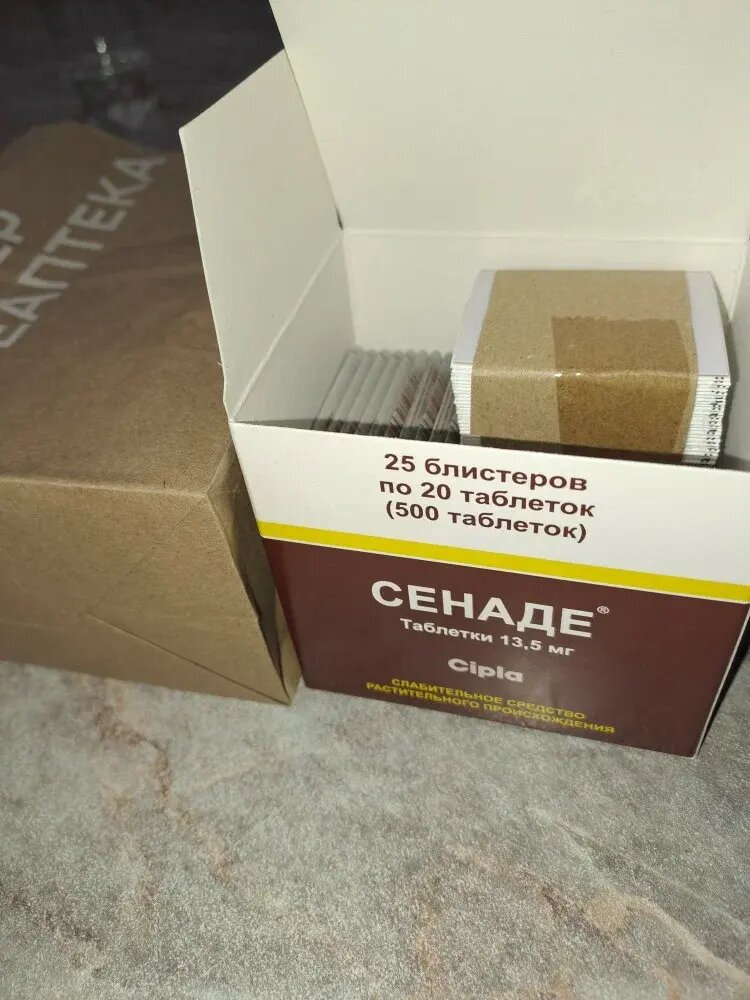 ЕАПТЕКА
25 блистеров
по 20 таблеток
(500 таблеток)
СЕНАДЕ®
Таблетки 13,5 мг
Cipla
СЛАБИТЕЛЬНОЕ СРЕДСТВО
РАСТИТЕЛЬНОГО ПРОИСХОЖДЕНИЯ